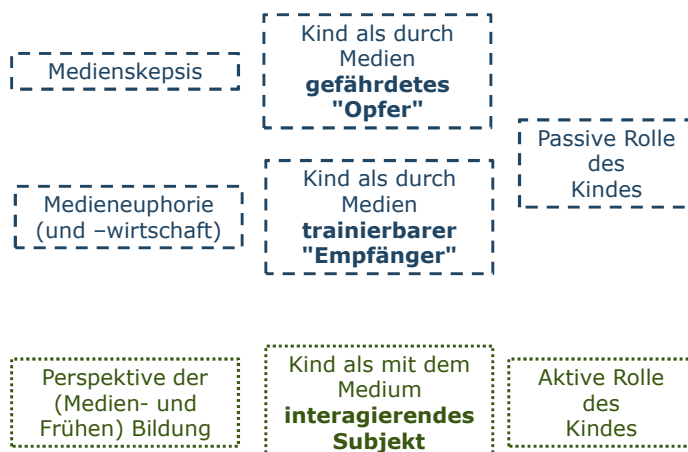 Medienskepsis
Kind als durch
Medien
gefährdetes
"Opfer"
Medieneuphorie
(und –wirtschaft)
Kind als durch
Medien
trainierbarer
"Empfänger"
Passive Rolle
des
Kindes
Perspektive der
(Medien- und
Frühen) Bildung
Kind als mit dem
Medium
interagierendes
Subjekt
Aktive Rolle
des
Kindes